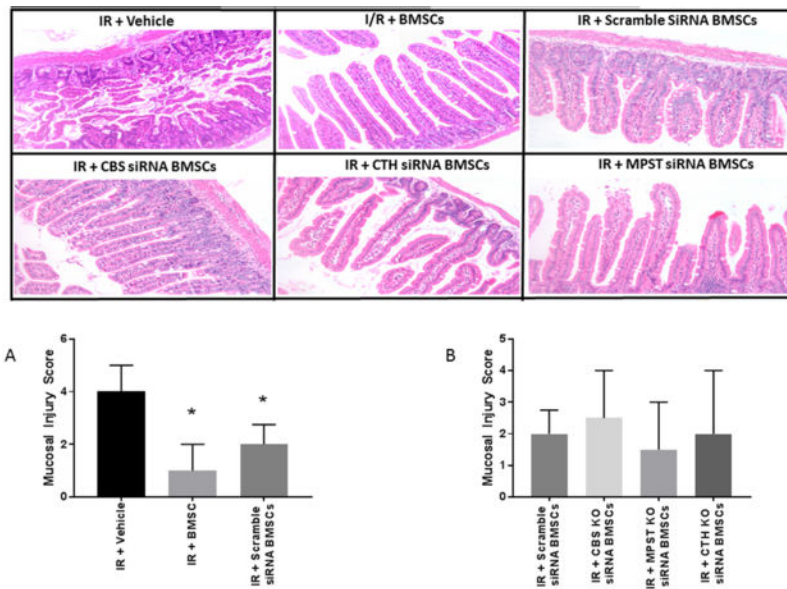 IR + Vehicle
I/R + BMSCs
IR + Scramble SiRNA BMSCs
IR + CBS siRNA BMSCs
IR + CTH siRNA BMSCs
IR + MPST siRNA BMSCs
A
Mucosal Injury Score
6
4
2
0
*
*
IR + Vehicle
IR + BMSC
IR + Scramble
siRNA BMSCs
B
Mucosal Injury Score
5
4
3
2
1
0
IR + Scramble
siRNA BMSCs
IR + CBS KO
siRNA BMSCs
IR + MPST KO
siRNA BMSCs
IR + CTH KO
siRNA BMSCs